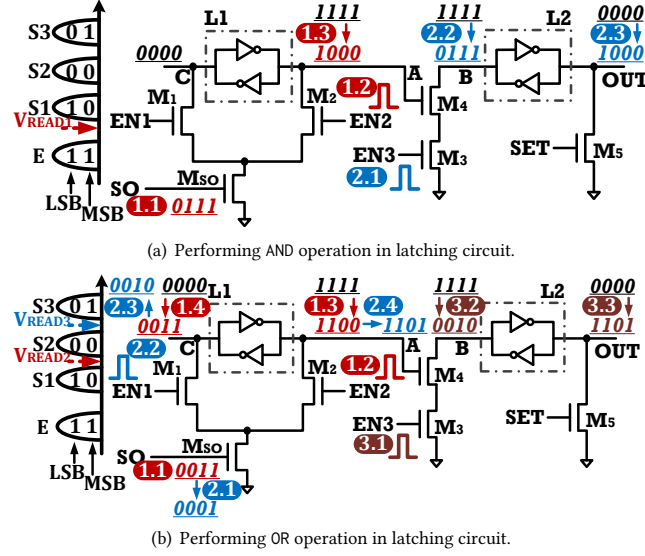 1111
1111
0000
S3 0 1
L1
1.3
2.2
L2
2.3
0000
1000
0111
1000
S2 0 0
C
A
B
OUT
S1 1 0
M1
1.2
M2
M4
VREAD1
EN1
EN2
E 1 1
EN3
M3
SET
M5
MSO
2.1
LSB
SO
MSB
1.1 0111
(a) Performing AND operation in latching circuit.
0010 0000
1111
1111
0000
L1
L2
S3 0 1
2.3
1.4
1.3
2.4
3.2
3.3
VREAD3
0011
1100
1101
0010
1101
S2 0 0
2.2
C
A
B
OUT
VREAD2
M1
1.2
M2
M4
S1 1 0
EN1
EN2
E 1 1
EN3
M3
SET
M5
MSO
3.1
LSB
SO
MSB
1.1 0011
2.1
0001
(b) Performing OR operation in latching circuit.